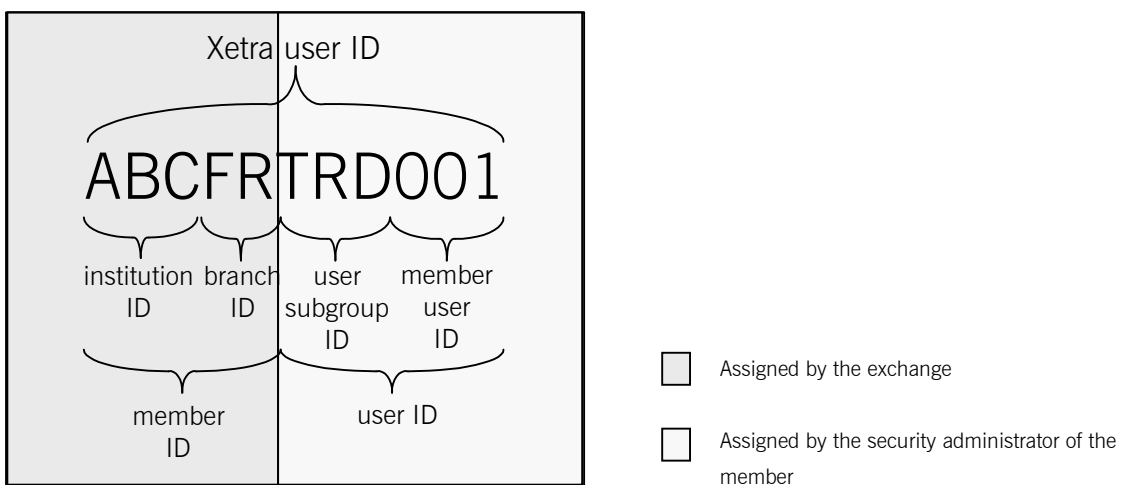 Xetra user ID
ABCFRTRD001
institution branch user member
ID ID subgroup user
ID ID
member user ID
ID
Assigned by the exchange
Assigned by the security administrator of the
member